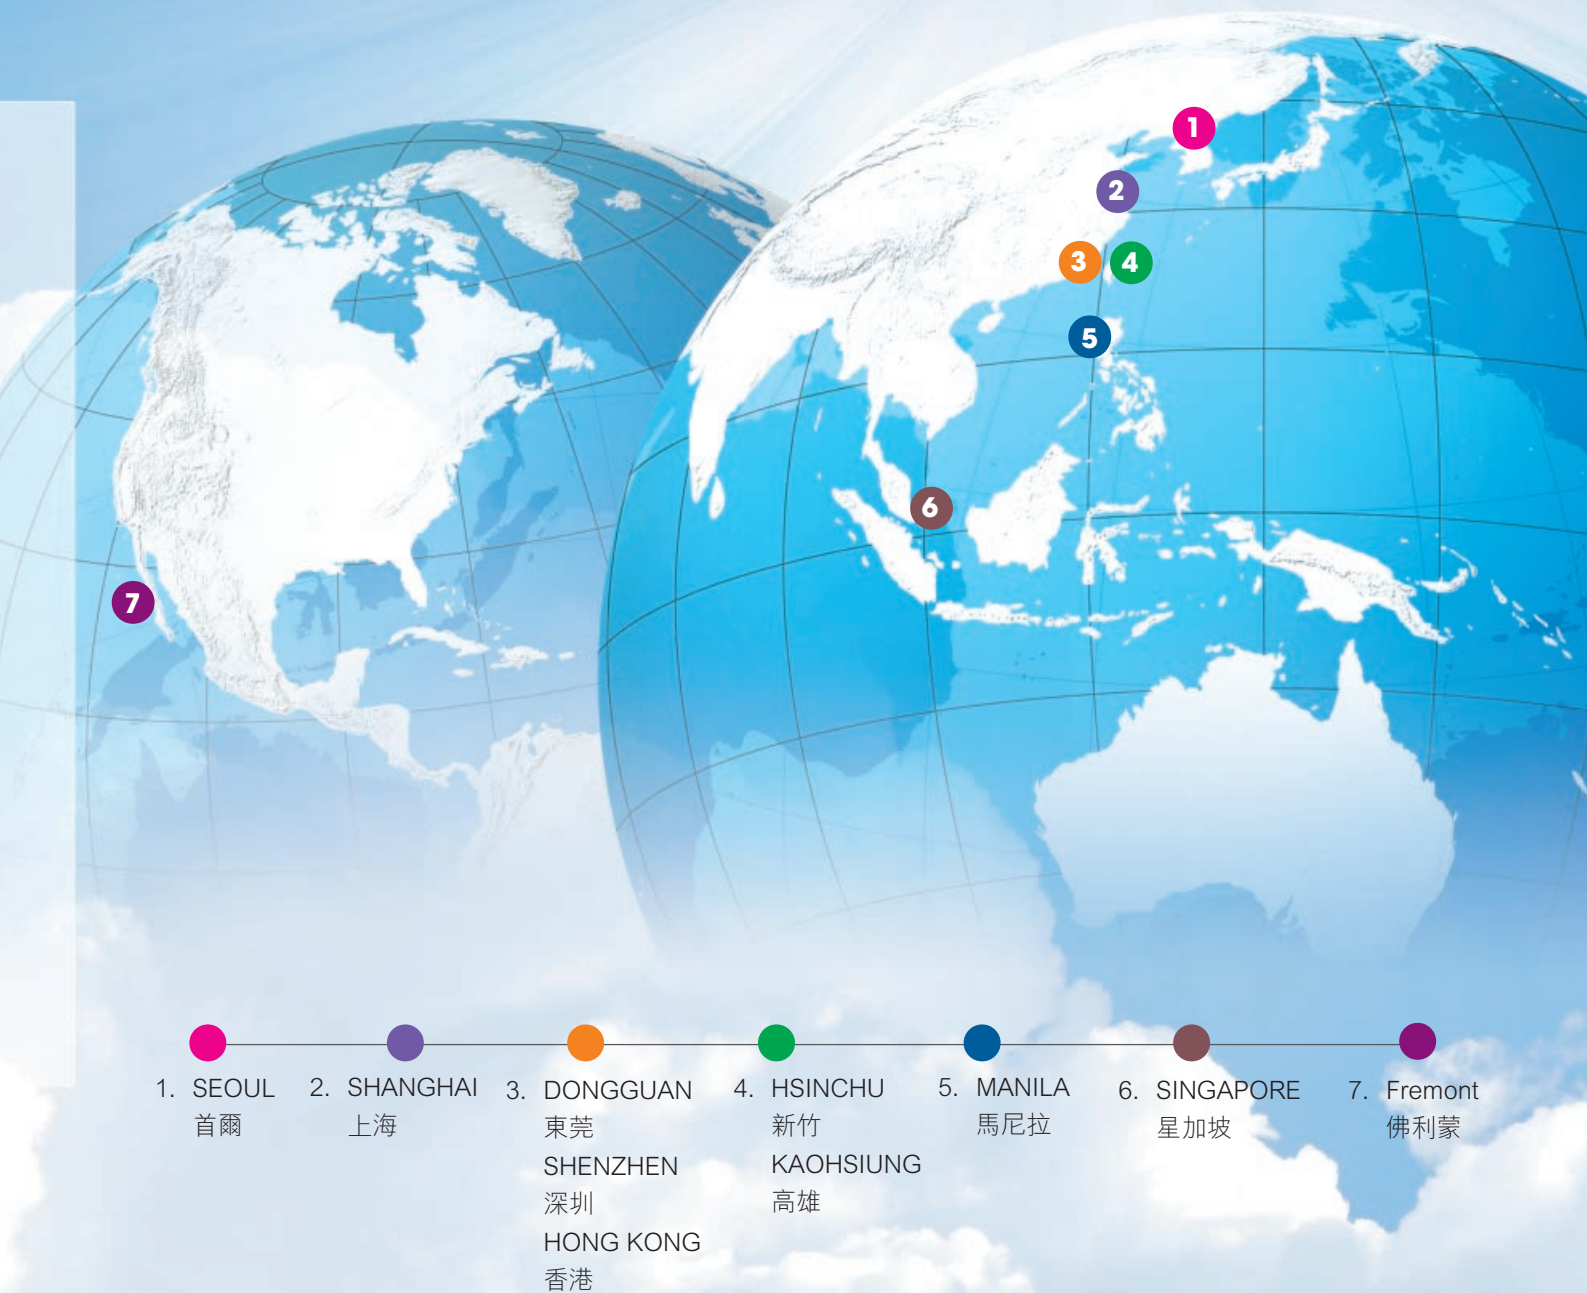 1
2
3
4
5
6
7
1. SEOUL
首爾
2. SHANGHAI
上海
3. DONGGUAN
東莞
SHENZHEN
深圳
HONG KONG
香港
4. HSINCHU
新竹
KAOHSIUNG
高雄
5. MANILA
馬尼拉
6. SINGAPORE
星加坡
7. Fremont
佛利蒙